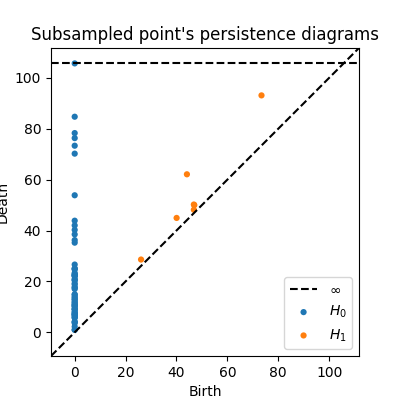 Subsampled point's persistence diagrams
100
80
60
40
20
0
Death
0 20 40 60 80 100
Birth
∞
H₀
H₁